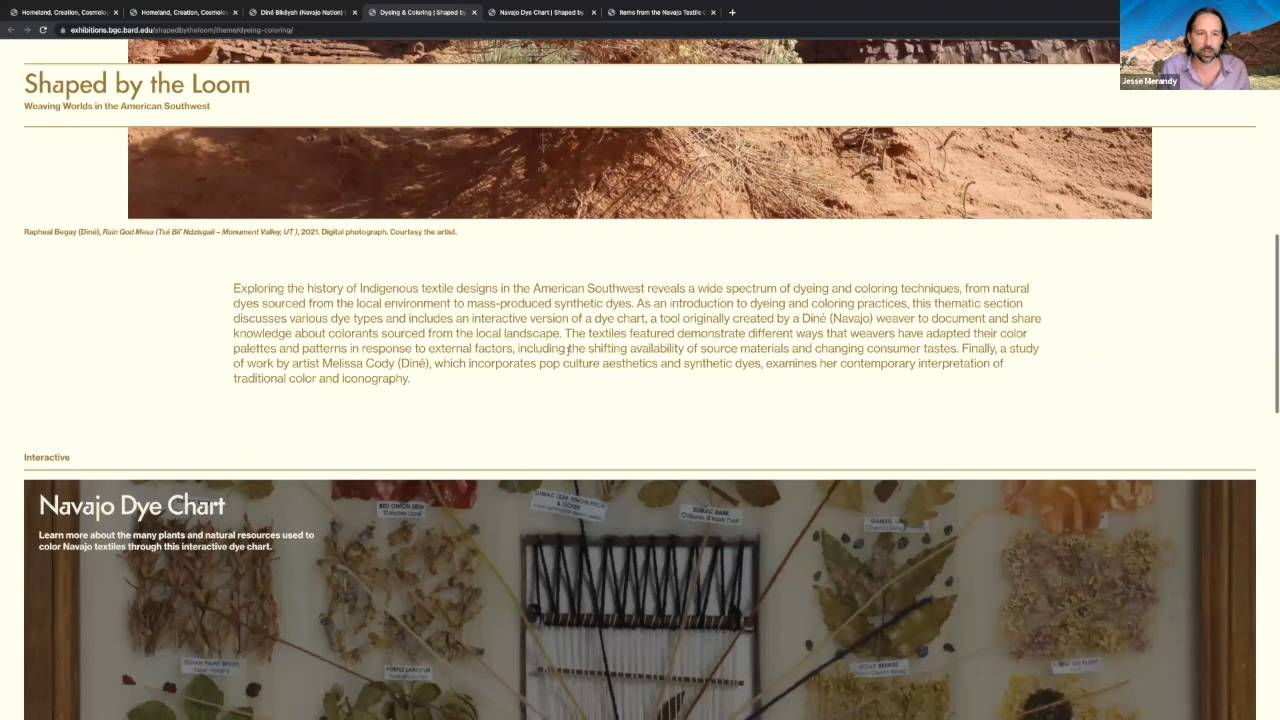 Homeland, Creation, Cosmolo
Homeland, Creation, Cosmolo
Diné Bikéyah (Navajo Nation) |
Dyeing & Coloring | Shaped by
Navajo Dye Chart | Shaped by
Items from the Navajo Textile C
exhibitions.bgc.bard.edu/shapedbytheloom/theme/dyeing-coloring/
Jesse Merandy
Shaped by the Loom
Weaving Worlds in the American Southwest
Rapheal Begay (Diné), Rain God Mesa (Tsé Bii' Ndzisgaii – Monument Valley, UT ), 2021. Digital photograph. Courtesy the artist.
Exploring the history of Indigenous textile designs in the American Southwest reveals a wide spectrum of dyeing and coloring techniques, from natural
dyes sourced from the local environment to mass-produced synthetic dyes. As an introduction to dyeing and coloring practices, this thematic section
discusses various dye types and includes an interactive version of a dye chart, a tool originally created by a Diné (Navajo) weaver to document and share
knowledge about colorants sourced from the local landscape. The textiles featured demonstrate different ways that weavers have adapted their color
palettes and patterns in response to external factors, including the shifting availability of source materials and changing consumer tastes. Finally, a study
of work by artist Melissa Cody (Diné), which incorporates pop culture aesthetics and synthetic dyes, examines her contemporary interpretation of
traditional color and iconography.
Interactive
Navajo Dye Chart
Learn more about the many plants and natural resources used to
color Navajo textiles through this interactive dye chart.
RED ONION SKIN
SUMAC LEAF, PINON PITCH
& OCHER
SUMAC BARK
INDIAN PAINT BRUSH
PURPLE LARKSPUR
HOLLY BERRIES